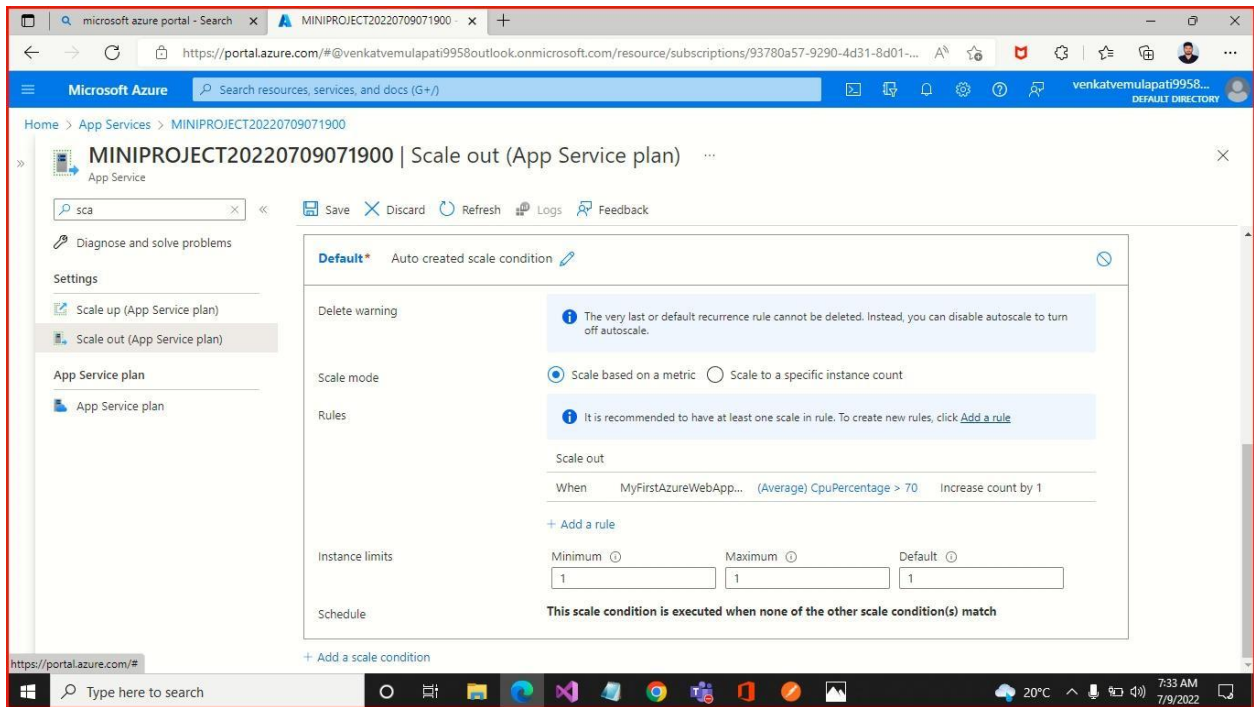 microsoft azure portal - Search
MINIPROJECT20220709071900 -
https://portal.azure.com/#@venkatvemulapati9958outlook.onmicrosoft.com/resource/subscriptions/93780a57-9290-4d31-8d01-...
Microsoft Azure
Search resources, services, and docs (G+/)
venkatvemulapati9958...
DEFAULT DIRECTORY
Home > App Services > MINIPROJECT20220709071900
MINIPROJECT20220709071900 | Scale out (App Service plan) ...
App Service
sca
Save Discard Refresh Logs Feedback
Diagnose and solve problems
Settings
Scale up (App Service plan)
Scale out (App Service plan)
App Service plan
App Service plan
Default* Auto created scale condition
Delete warning
The very last or default recurrence rule cannot be deleted. Instead, you can disable autoscale to turn
off autoscale.
Scale mode
Scale based on a metric Scale to a specific instance count
Rules
It is recommended to have at least one scale in rule. To create new rules, click Add a rule
Scale out
When MyFirstAzureWebApp... (Average) CpuPercentage > 70 Increase count by 1
+ Add a rule
Instance limits
Minimum Maximum Default
1 1 1
Schedule
This scale condition is executed when none of the other scale condition(s) match
+ Add a scale condition
https://portal.azure.com/#
Type here to search
20°C
7:33 AM
7/9/2022